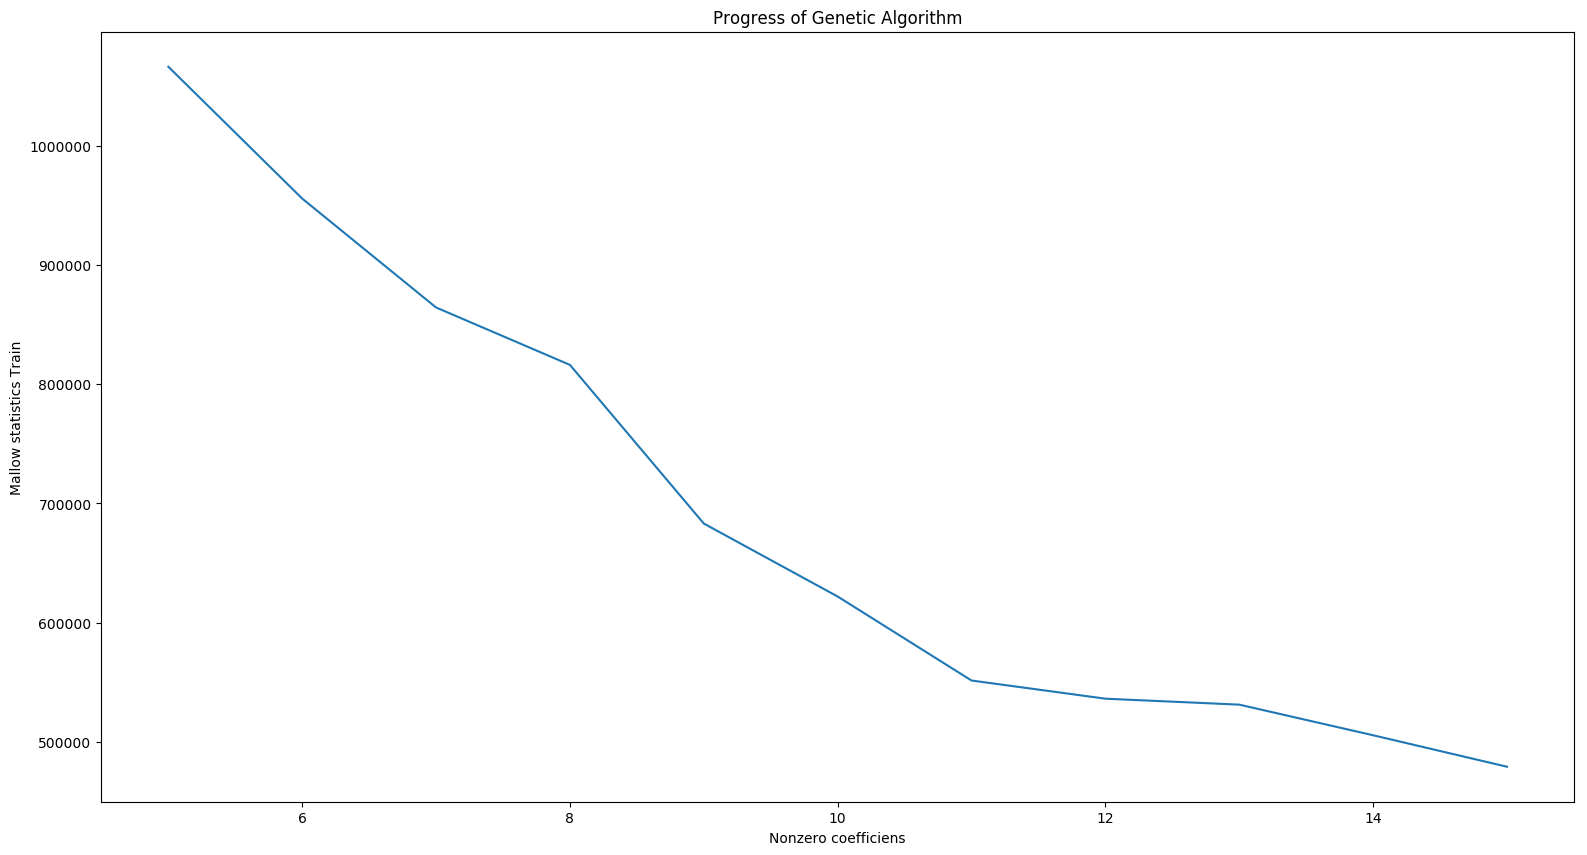 Progress of Genetic Algorithm
1000000
900000
800000
700000
600000
500000
Mallow statistics Train
6 8 10 12 14
Nonzero coefficiens